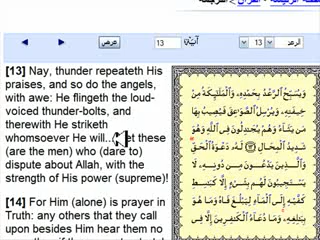 الصفحة الرئيسية - القرآن > الترجمة
الرعد 13 آية 13 عرض
[13] Nay, thunder repeateth His
praises, and so do the angels,
with awe: He flingeth the loud-
voiced thunder-bolts, and
therewith He striketh
whomsoever He will... et these
(are the men) who (dare to)
dispute about Allah, with the
strength of His power (supreme)!
[14] For Him (alone) is prayer in
Truth: any others that they call
upon besides Him hear them no
وَيُسَبِّحُ الرَّعْدُ بِحَمْدِهِ وَالْمَلَائِكَةُ مِنْ
خِيفَتِهِ وَيُرْسِلُ الصَّوَاعِقَ فَيُصِيبُ بِهَا
مَن يَشَاءُ وَهُمْ يُجَادِلُونَ فِي اللَّهِ وَهُوَ
شَدِيدُ الْمِحَالِ لَهُ دَعْوَةُ الْحَقِّ
وَالَّذِينَ يَدْعُونَ مِن دُونِهِ لَا
يَسْتَجِيبُونَ لَهُم بِشَيْءٍ إِلَّا كَبَاسِطِ
كَفَّيْهِ إِلَى الْمَاءِ لِيَبْلُغَ فَاهُ وَمَا هُوَ
بِبَالِغِهِ وَمَا دُعَاءُ الْكَافِرِينَ إِلَّا فِي